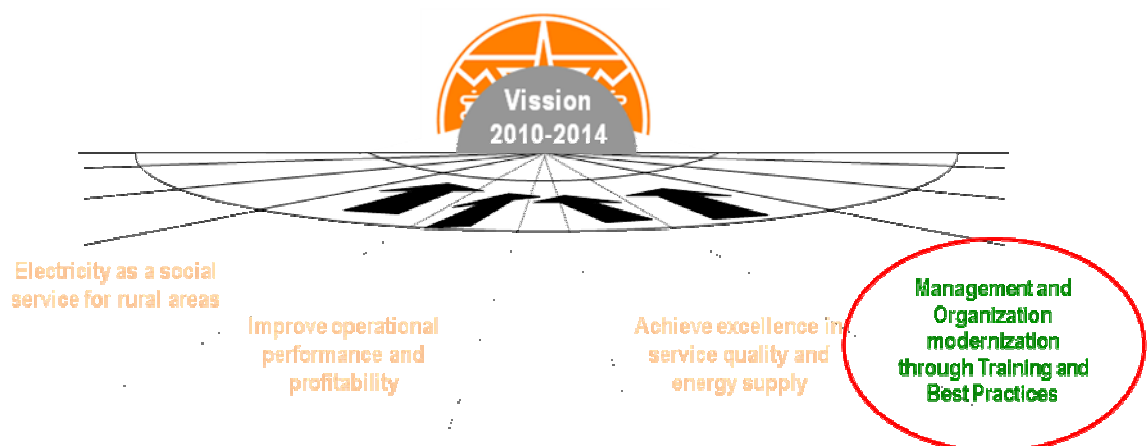 Vission
2010-2014
Electricity as a social
service for rural areas
Improve operational
performance and
profitability
Achieve excellence in
service quality and
energy supply
Management and
Organization
modernization
through Training and
Best Practices